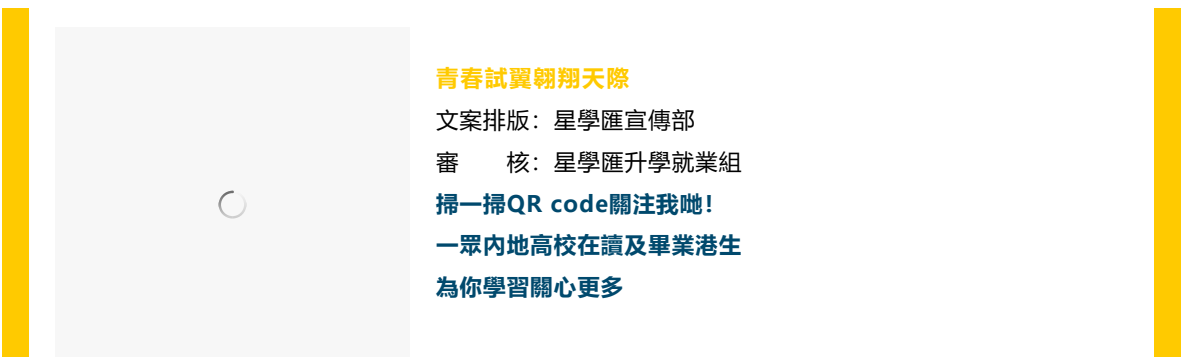 青春試翼翱翔天際
文案排版：星學匯宣傳部
審　　核：星學匯升學就業組
掃一掃QR code關注我哋！
一眾內地高校在讀及畢業港生
為你學習關心更多